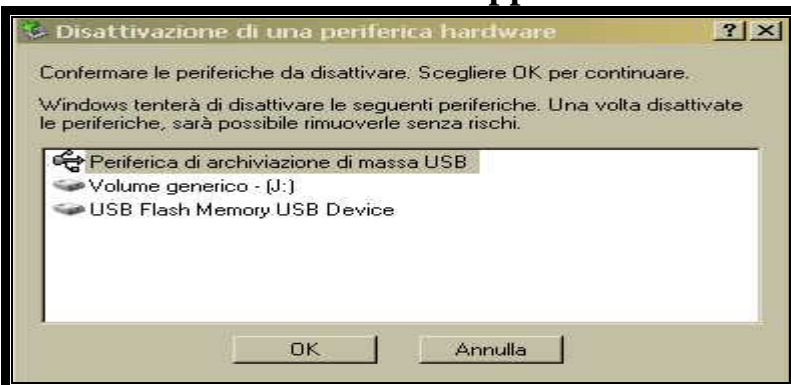 Disattivazione di una periferica hardware
Confermare le periferiche da disattivare. Scegliere OK per continuare.
Windows tenterà di disattivare le seguenti periferiche. Una volta disattivate
le periferiche, sarà possibile rimuoverle senza rischi.
Periferica di archiviazione di massa USB
Volume generico - (J:)
USB Flash Memory USB Device
OK Annulla